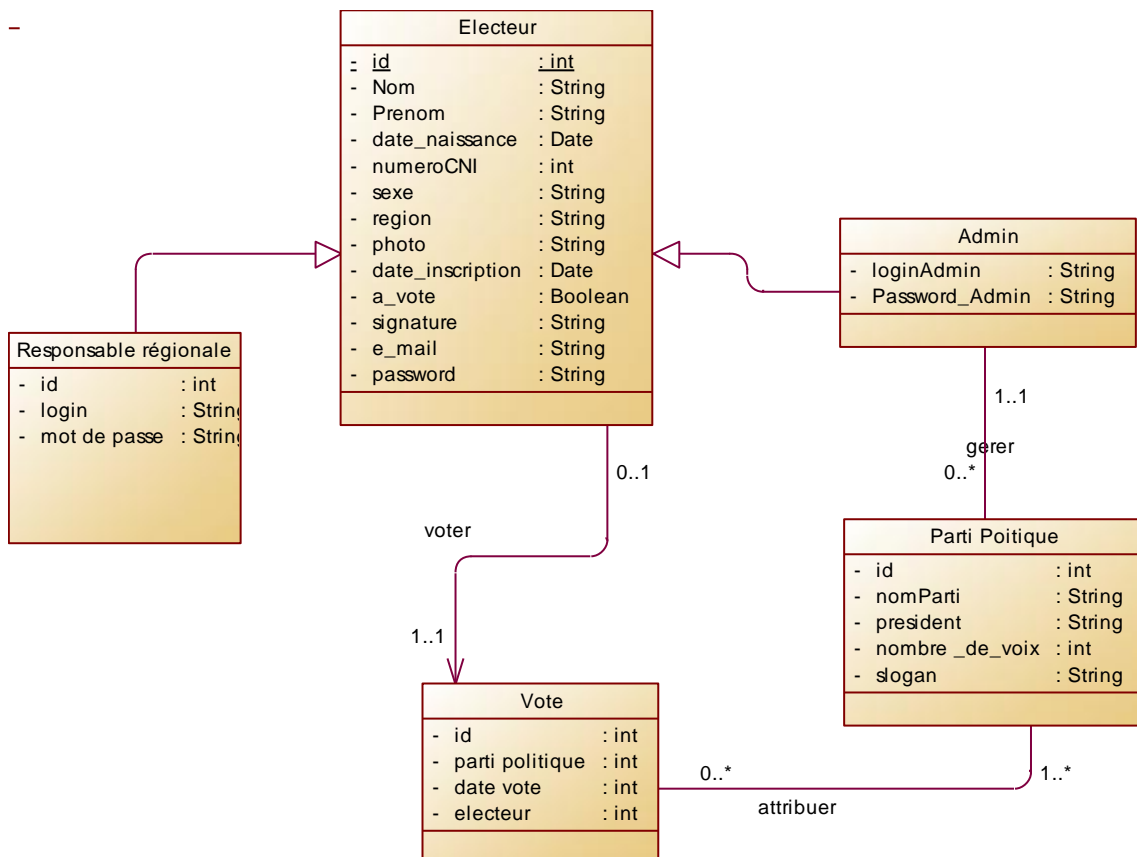 Electeur
- id : int
- Nom : String
- Prenom : String
- date_naissance : Date
- numeroCNI : int
- sexe : String
- region : String
- photo : String
- date_inscription : Date
- a_vote : Boolean
- signature : String
- e_mail : String
- password : String
Admin
- loginAdmin : String
- Password_Admin : String
Responsable régionale
- id : int
- login : String
- mot de passe : String
1..1
gerer
0..*
0..1
voter
1..1
Parti Poitique
- id : int
- nomParti : String
- president : String
- nombre _de_voix : int
- slogan : String
Vote
- id : int
- parti politique : int
- date vote : int
- electeur : int
0..*
1..*
attribuer